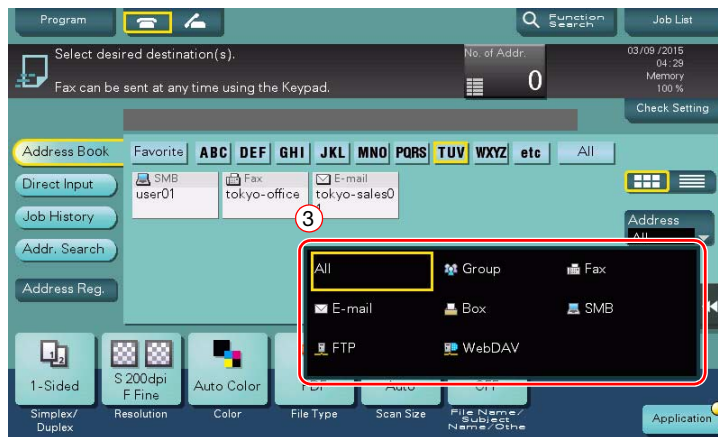 Program
Function
Search
Job List
Select desired destination(s).
Fax can be sent at any time using the Keypad.
No. of Addr.
0
03/09/2015
04:29
Memory
100 %
Check Setting
Address Book
Favorite
ABC
DEF
GHI
JKL
MNO
PQRS
TUV
WXYZ
etc
All
Direct Input
Job History
Addr. Search
Address Reg.
SMB
user01
Fax
tokyo-office
E-mail
tokyo-sales0
3
Address
All
All
Group
Fax
E-mail
Box
SMB
FTP
WebDAV
1-Sided
Simplex/
Duplex
S 200dpi
F Fine
Resolution
Auto Color
Color
PDF
File Type
Auto
Scan Size
OFF
File Name/
Subject
Name/Othe
Application